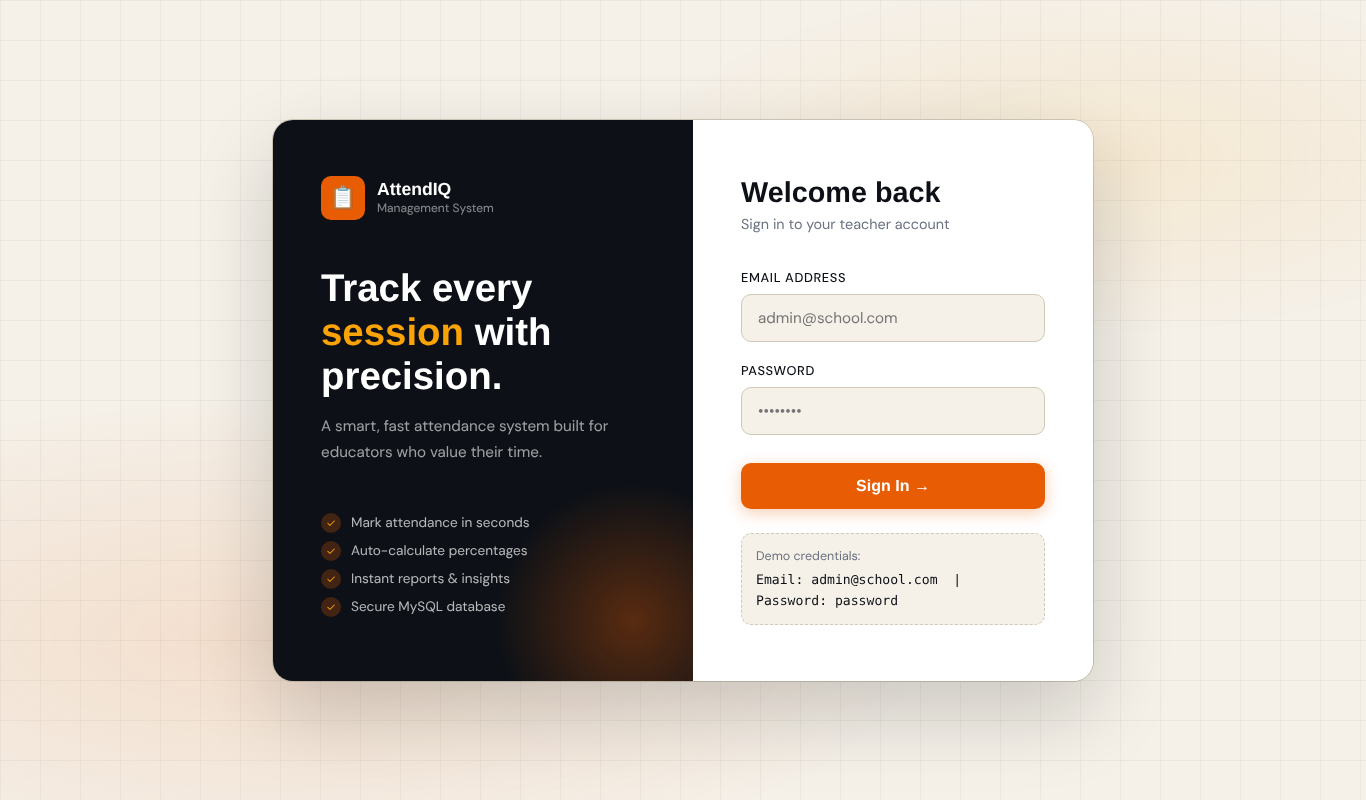 AttendIQ
Management System
Track every
session with
precision.
A smart, fast attendance system built for
educators who value their time.
Mark attendance in seconds
Auto-calculate percentages
Instant reports & insights
Secure MySQL database
Welcome back
Sign in to your teacher account
EMAIL ADDRESS
admin@school.com
PASSWORD
••••••••
Sign In →
Demo credentials:
Email: admin@school.com  |
Password: password